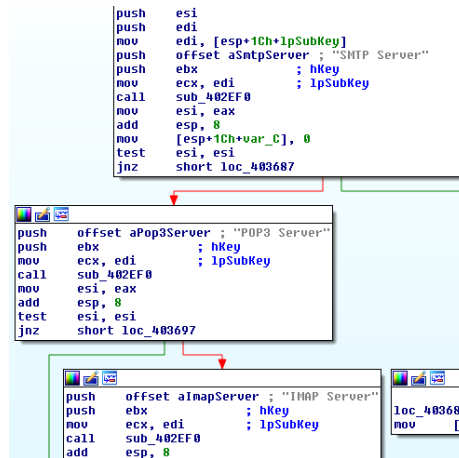 push esi
push edi
mov edi, [esp+1Ch+lpSubKey]
push offset aSmtpServer ; "SMTP Server"
push ebx ; hKey
mov ecx, edi ; lpSubKey
call sub_402EF0
mov esi, eax
add esp, 8
mov [esp+1Ch+var_C], 0
test esi, esi
jnz short loc_403687
push offset aPop3Server ; "POP3 Server"
push ebx ; hKey
mov ecx, edi ; lpSubKey
call sub_402EF0
mov esi, eax
add esp, 8
test esi, esi
jnz short loc_403697
push offset aImapServer ; "IMAP Server"
push ebx ; hKey
mov ecx, edi ; lpSubKey
call sub_402EF0
add esp, 8
loc_40368
mov [